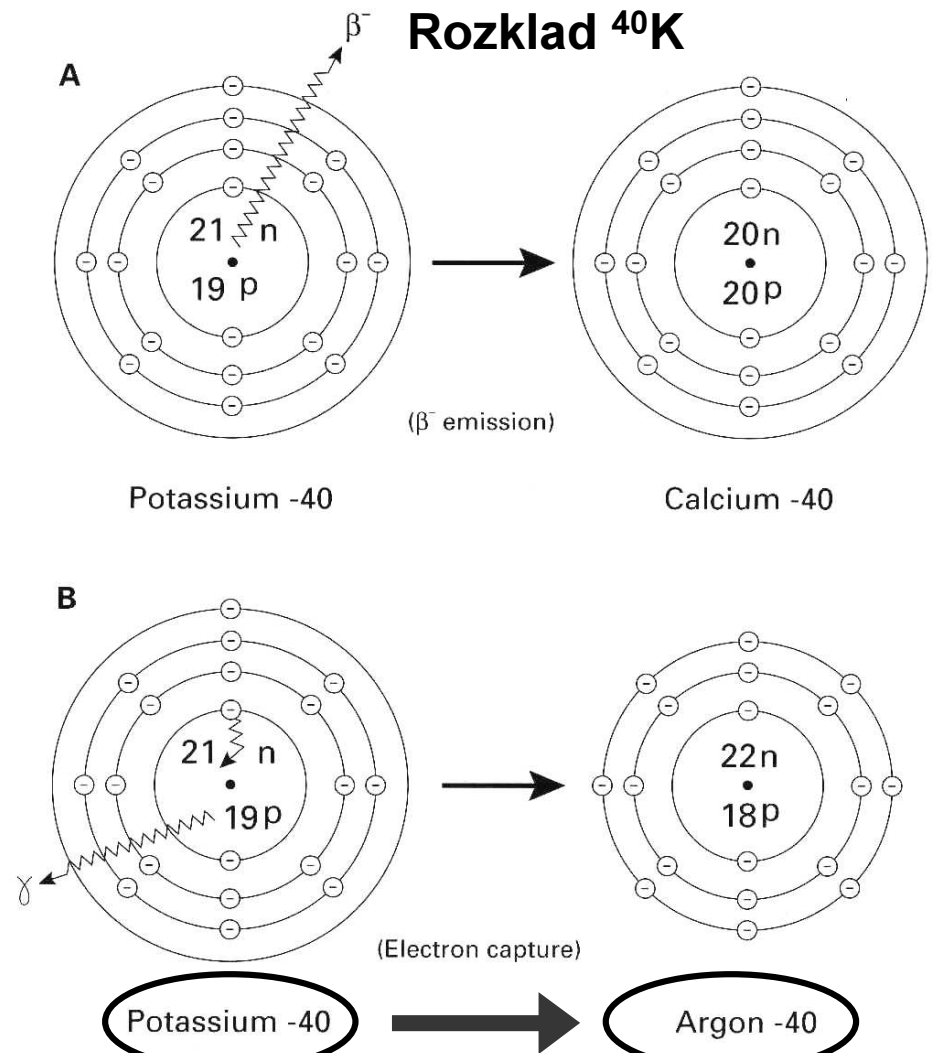 Rozklad ⁴⁰K
A
β⁻
21 n
19 p
20n
20p
(β⁻ emission)
Potassium -40
Calcium -40
B
21 n
19p
γ
22n
18p
(Electron capture)
Potassium -40
Argon -40